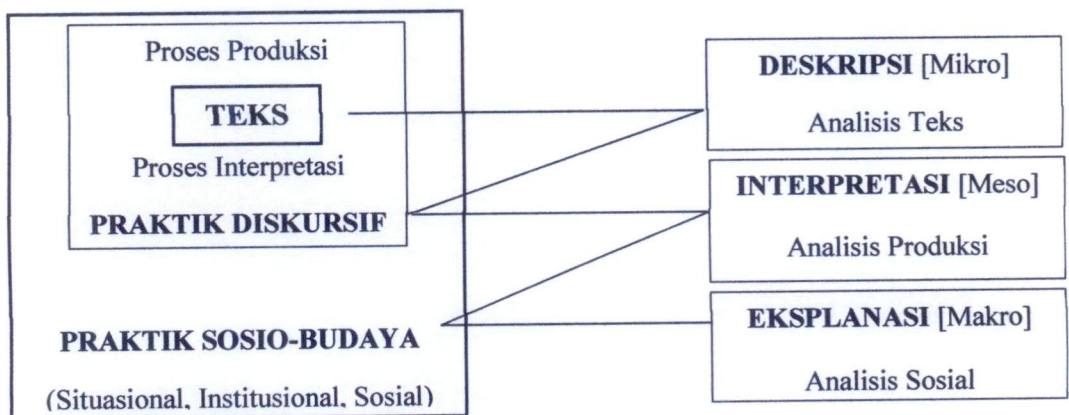 Proses Produksi
TEKS
Proses Interpretasi
PRAKTIK DISKURSIF
PRAKTIK SOSIO-BUDAYA
(Situasional, Institusional, Sosial)
DESKRIPSI [Mikro]
Analisis Teks
INTERPRETASI [Meso]
Analisis Produksi
EKSPLANASI [Makro]
Analisis Sosial